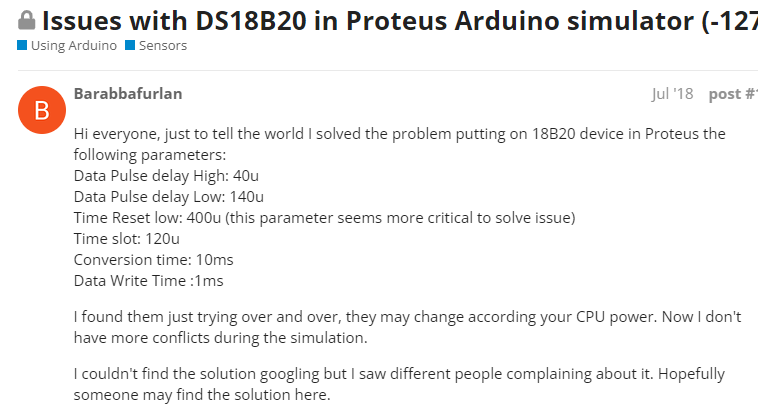 Issues with DS18B20 in Proteus Arduino simulator (-127
Using Arduino Sensors
B
Barabbafurlan Jul '18 post #
Hi everyone, just to tell the world I solved the problem putting on 18B20 device in Proteus the
following parameters:
Data Pulse delay High: 40u
Data Pulse delay Low: 140u
Time Reset low: 400u (this parameter seems more critical to solve issue)
Time slot: 120u
Conversion time: 10ms
Data Write Time :1ms
I found them just trying over and over, they may change according your CPU power. Now I don't
have more conflicts during the simulation.
I couldn't find the solution googling but I saw different people complaining about it. Hopefully
someone may find the solution here.